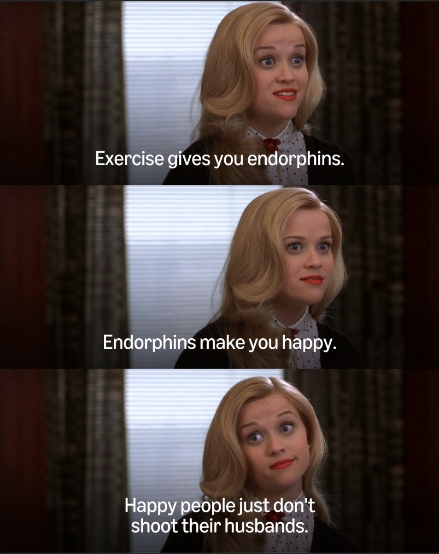 Exercise gives you endorphins.
Endorphins make you happy.
Happy people just don't
shoot their husbands.